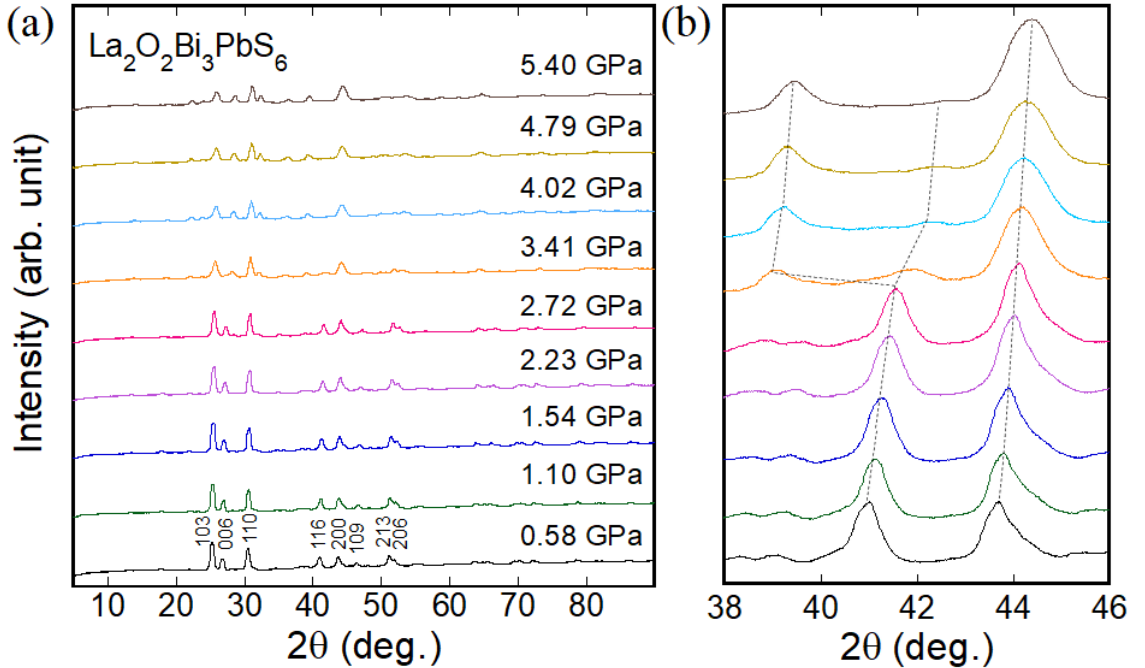 (a)
La₂O₂Bi₃PbS₆
5.40 GPa
4.79 GPa
4.02 GPa
3.41 GPa
2.72 GPa
2.23 GPa
1.54 GPa
1.10 GPa
0.58 GPa
103
006
110
116
200
109
213
206
Intensity (arb. unit)
10 20 30 40 50 60 70 80
2θ (deg.)
(b)
38 40 42 44 46
2θ (deg.)